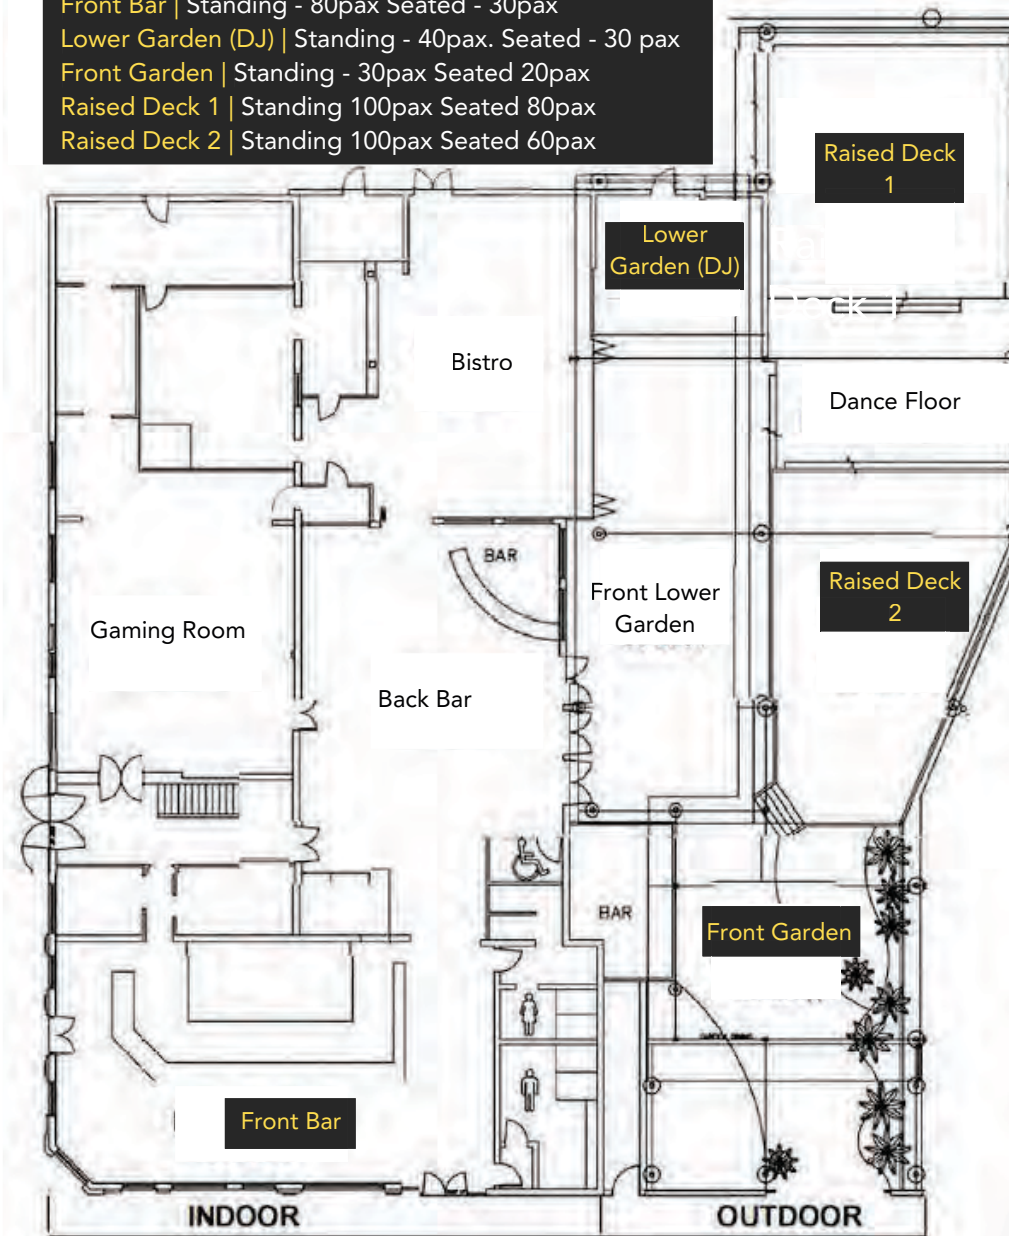 Front Bar | Standing - 80pax Seated - 30pax
Lower Garden (DJ) | Standing - 40pax. Seated - 30 pax
Front Garden | Standing - 30pax Seated 20pax
Raised Deck 1 | Standing 100pax Seated 80pax
Raised Deck 2 | Standing 100pax Seated 60pax
Raised Deck
1
Lower
Garden (DJ)
Deck 1
Bistro
Dance Floor
BAR
Raised Deck
2
Front Lower
Garden
Gaming Room
Back Bar
BAR
Front Garden
Front Bar
INDOOR
OUTDOOR